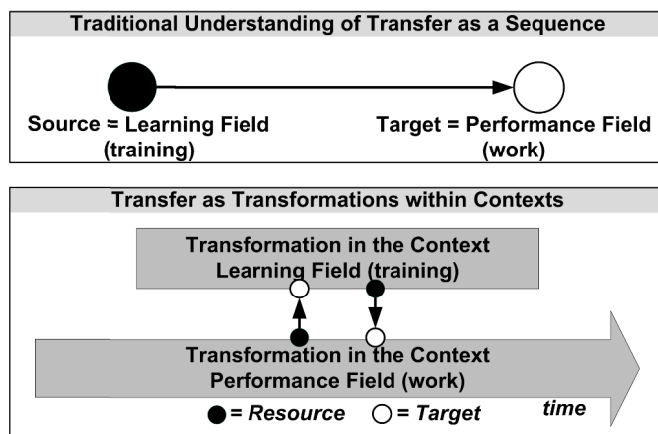 Traditional Understanding of Transfer as a Sequence
Source = Learning Field
(training)
Target = Performance Field
(work)
Transfer as Transformations within Contexts
Transformation in the Context
Learning Field (training)
Transformation in the Context
Performance Field (work)
= Resource = Target time